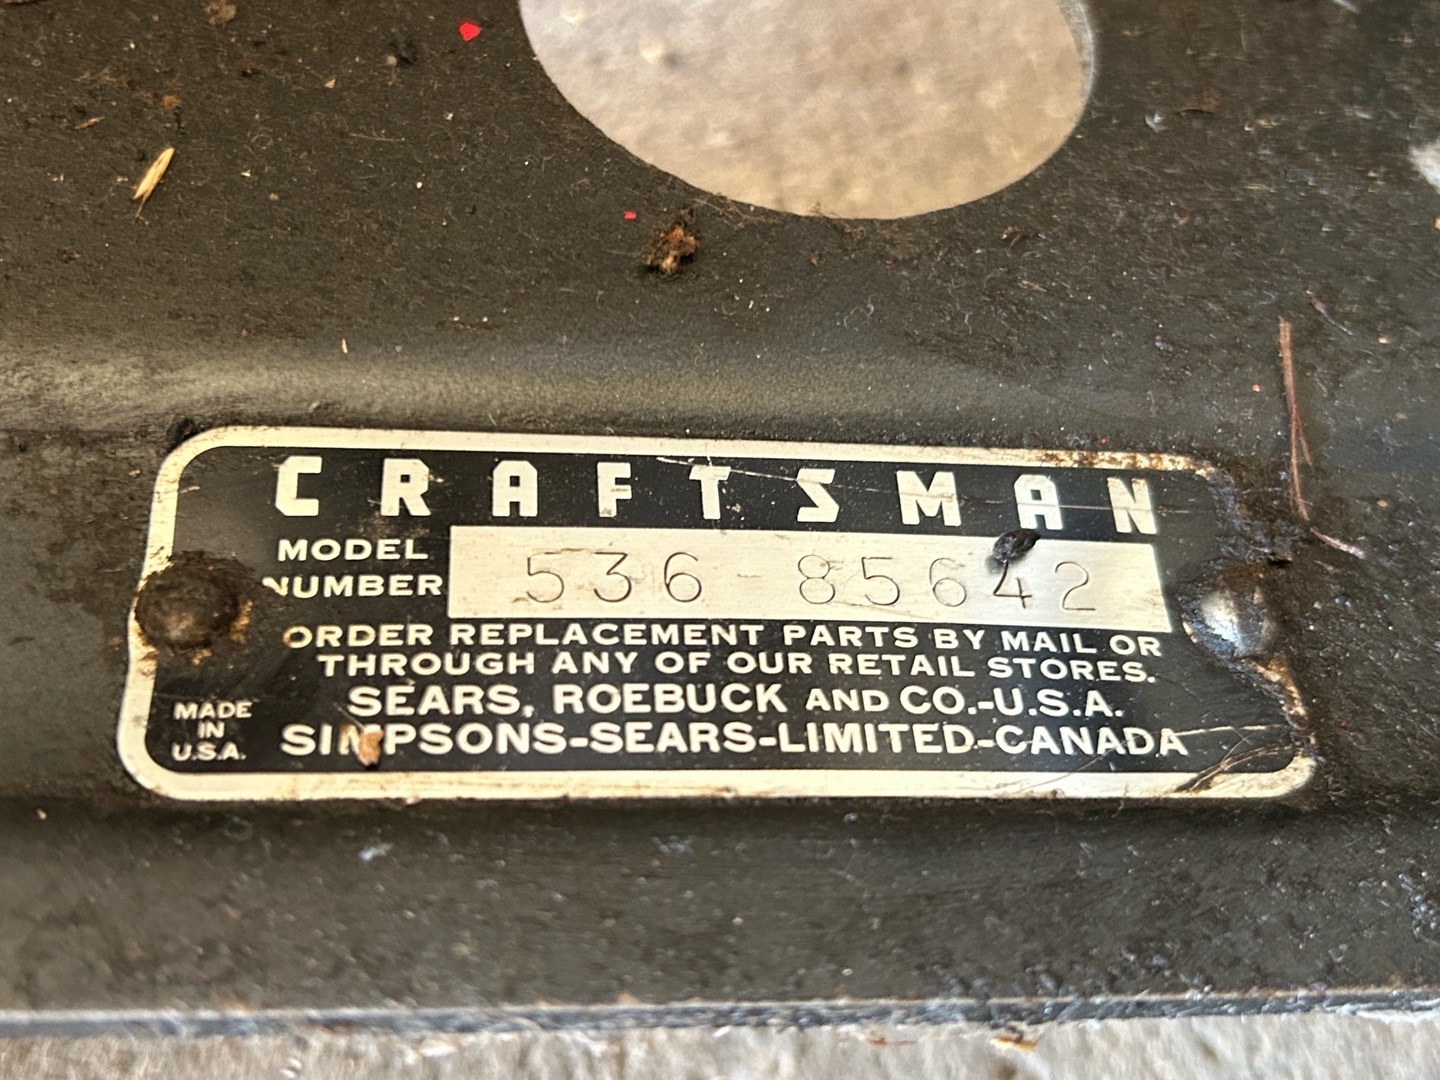 CRAFTSMAN
MODEL NUMBER 536-85642
ORDER REPLACEMENT PARTS BY MAIL OR
THROUGH ANY OF OUR RETAIL STORES.
SEARS, ROEBUCK AND CO.-U.S.A.
SIMPSONS-SEARS-LIMITED-CANADA
MADE
IN
U.S.A.